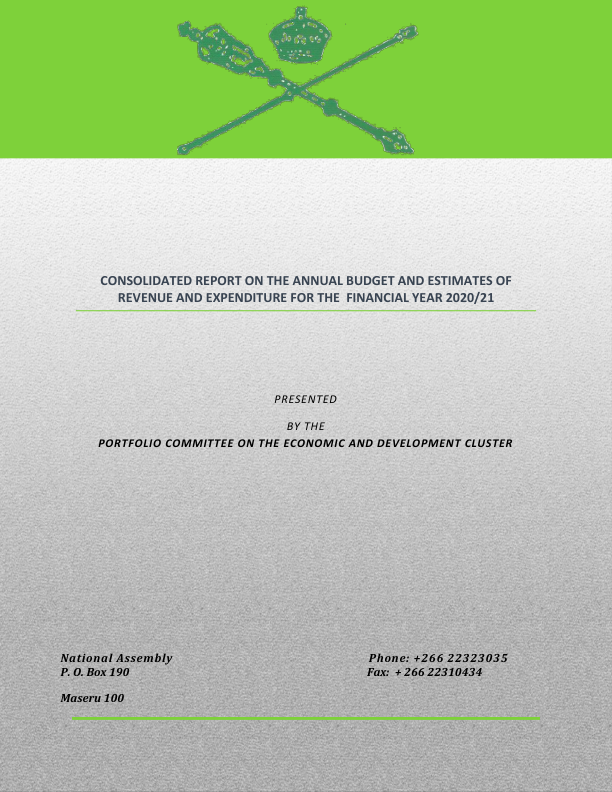 CONSOLIDATED REPORT ON THE ANNUAL BUDGET AND ESTIMATES OF
REVENUE AND EXPENDITURE FOR THE FINANCIAL YEAR 2020/21
PRESENTED
BY THE
PORTFOLIO COMMITTEE ON THE ECONOMIC AND DEVELOPMENT CLUSTER
National Assembly Phone: +266 22323035
P. O. Box 190 Fax: + 266 22310434
Maseru 100